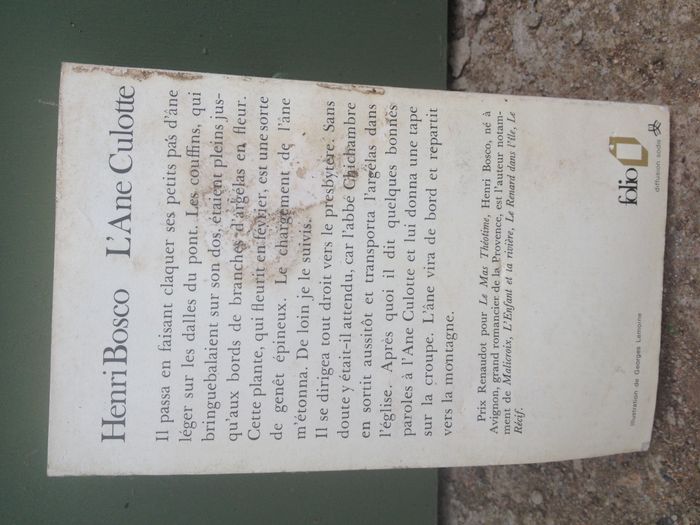 Henri Bosco L'Ane Culotte
Il passa en faisant claquer ses petits pas d'âne
léger sur les dalles du pont. Les couffins, qui
bringuebalaient sur son dos, étaient pleins jus-
qu'aux bords de branches d'argélas en fleur.
Cette plante, qui fleurit en février, est une sorte
de genêt épineux. Le chargement de l'âne
m'étonna. De loin je le suivis.
Il se dirigea tout droit vers le presbytère. Sans
doute y était-il attendu, car l'abbé Chichambre
en sortit aussitôt et transporta l'argélas dans
l'église. Après quoi il dit quelques bonnes
paroles à l'Ane Culotte et lui donna une tape
sur la croupe. L'âne vira de bord et repartit
vers la montagne.
Prix Renaudot pour Le Mas Théotime, Henri Bosco, né à
Avignon, grand romancier de la Provence, est l'auteur notam-
ment de Malicroix, L'Enfant et la rivière, Le Renard dans l'île, Le
Récif.
illustration de Georges Lemoine
folio
diffusion sodis